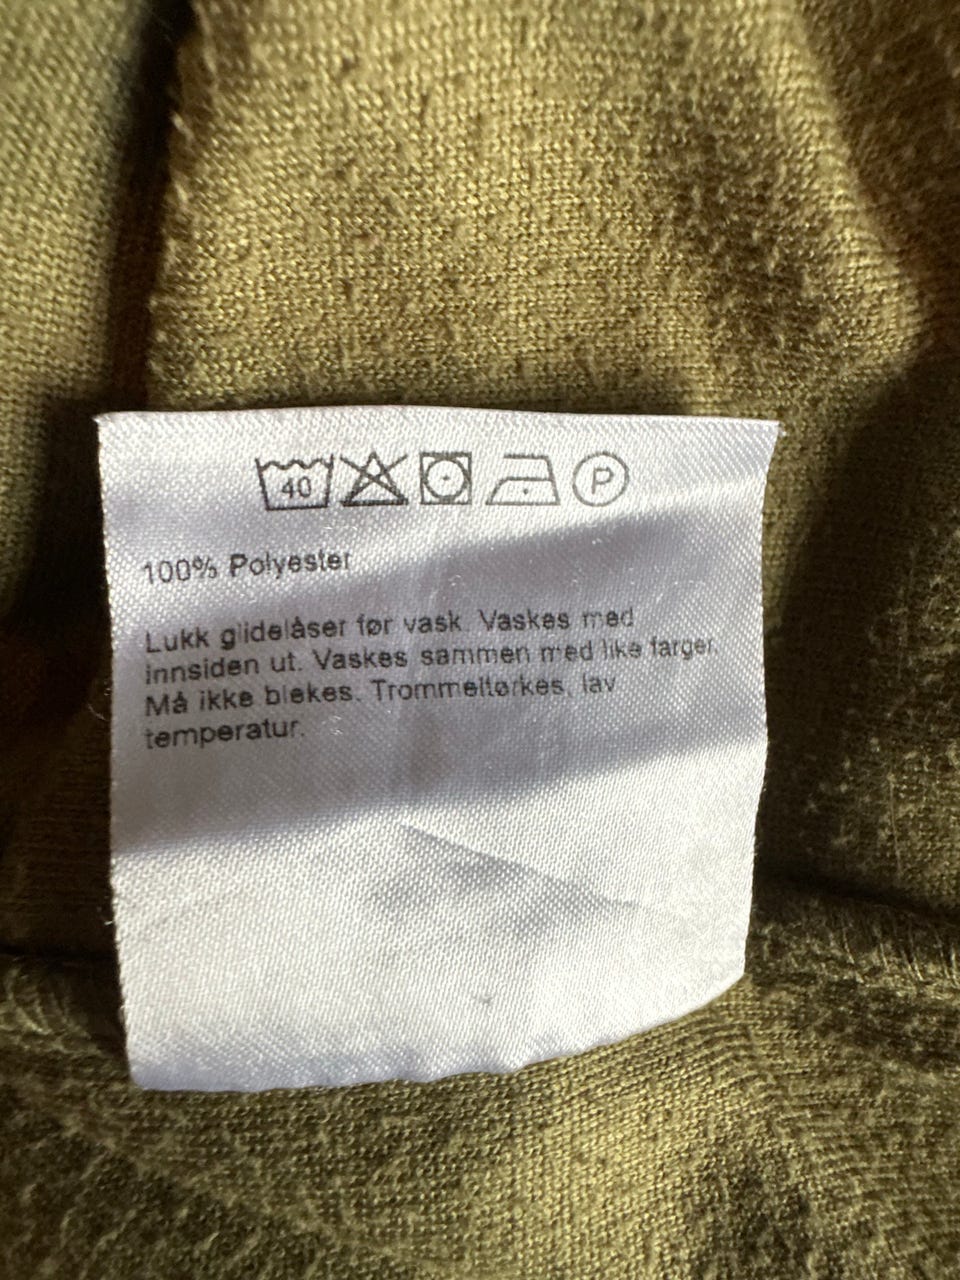 40 P
100% Polyester
Lukk glidelåser før vask. Vaskes med
innsiden ut. Vaskes sammen med like farger.
Må ikke blekes. Trommeltørkes, lav
temperatur.